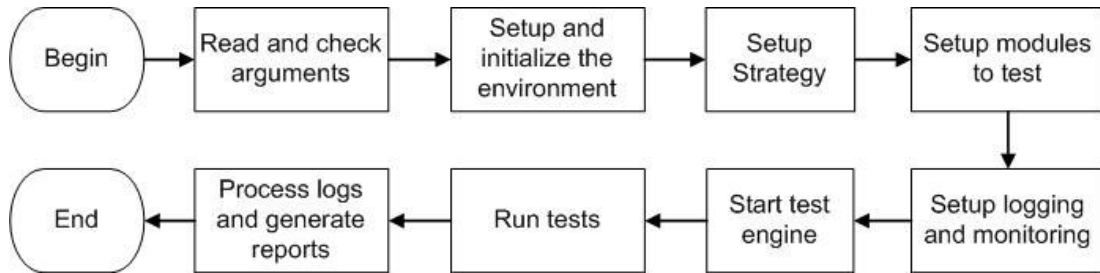 Begin
Read and check
arguments
Setup and
initialize the
environment
Setup
Strategy
Setup modules
to test
Setup logging
and monitoring
Start test
engine
Run tests
Process logs
and generate
reports
End